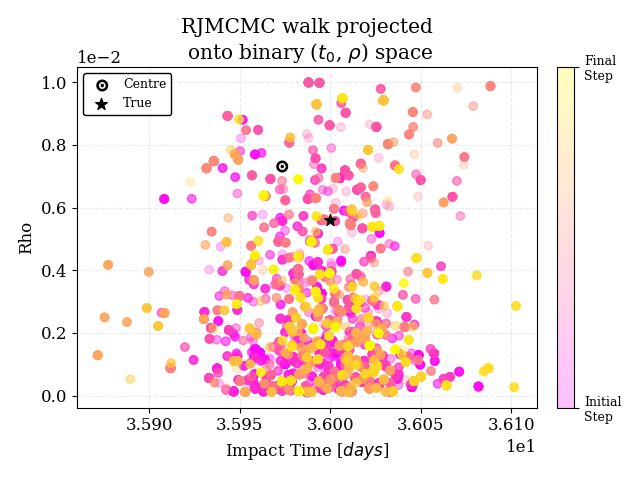 RJMCMC walk projected
onto binary (t₀, ρ) space
1e−2
Centre
True
1.0
0.8
0.6
0.4
0.2
0.0
Rho
3.590
3.595
3.600
3.605
3.610
1e1
Impact Time [days]
Final
Step
Initial
Step